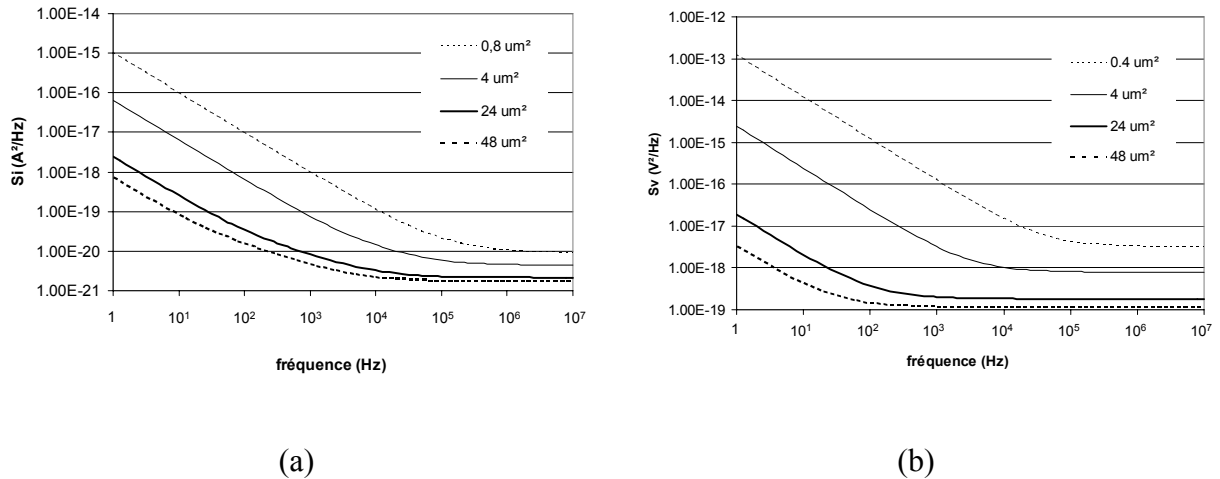 1.00E-14
1.00E-15
1.00E-16
1.00E-17
1.00E-18
1.00E-19
1.00E-20
1.00E-21
Si (A²/Hz)
0,8 um²
4 um²
24 um²
48 um²
1 10¹ 10² 10³ 10⁴ 10⁵ 10⁶ 10⁷
fréquence (Hz)
(a)
1.00E-12
1.00E-13
1.00E-14
1.00E-15
1.00E-16
1.00E-17
1.00E-18
1.00E-19
Sv (V²/Hz)
0.4 um²
4 um²
24 um²
48 um²
1 10¹ 10² 10³ 10⁴ 10⁵ 10⁶ 10⁷
fréquence (Hz)
(b)